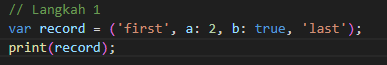 // Langkah 1
var record = ('first', a: 2, b: true, 'last');
print(record);